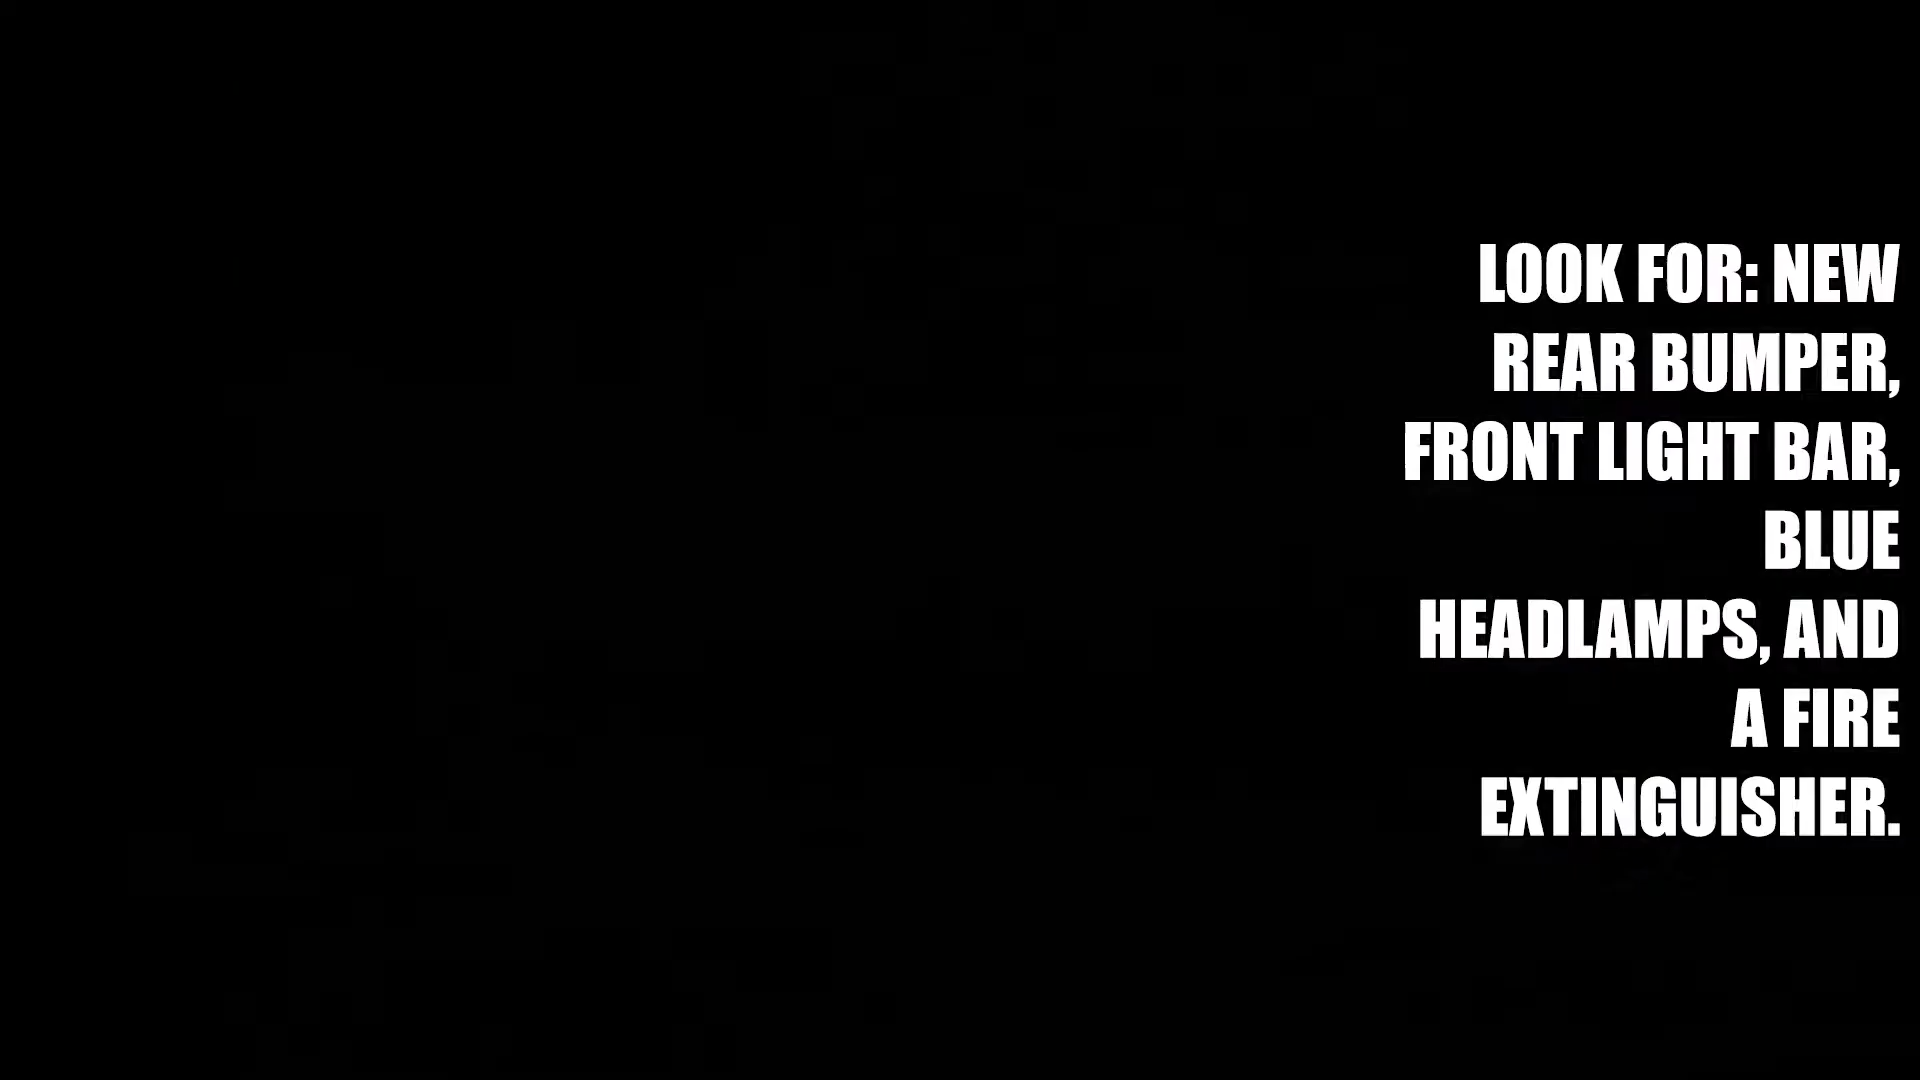 LOOK FOR: NEW
REAR BUMPER,
FRONT LIGHT BAR,
BLUE
HEADLAMPS, AND
A FIRE
EXTINGUISHER.